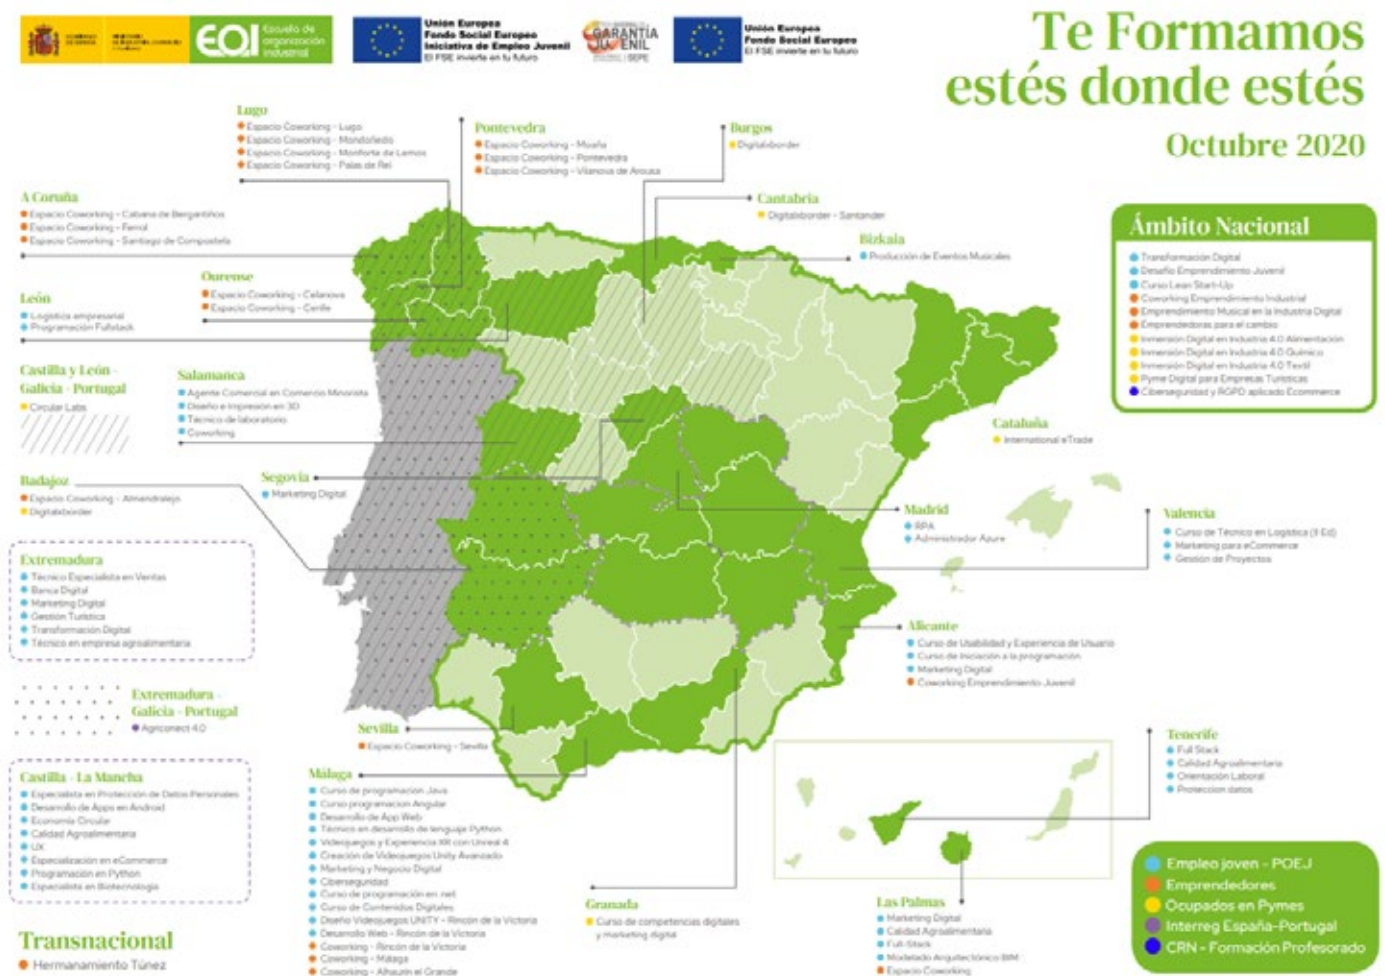 EOI
Escuela de
organización
industrial
Unión Europea
Fondo Social Europeo
Iniciativa de Empleo Juvenil
El FSE invierte en tu futuro
GARANTÍA
JUVENIL
Unión Europea
Fondo Social Europeo
El FSE invierte en tu futuro
Te Formamos
estés donde estés
Octubre 2020
Lugo
Espacio Coworking - Lugo
Espacio Coworking - Mondoñedo
Espacio Coworking - Monforte de Lemos
Espacio Coworking - Palas de Rei
Pontevedra
Espacio Coworking - Moaña
Espacio Coworking - Pontevedra
Espacio Coworking - Vilanova de Arousa
Burgos
Digitalxborder
Cantabria
Digitalxborder - Santander
Bizkaia
Producción de Eventos Musicales
A Coruña
Espacio Coworking - Cabana de Bergantiños
Espacio Coworking - Ferrol
Espacio Coworking - Santiago de Compostela
Ourense
Espacio Coworking - Celanova
Espacio Coworking - Cenlle
León
Logística empresarial
Programación Fullstack
Castilla y León -
Galicia - Portugal
Circular Labs
Salamanca
Agente Comercial en Comercio Minorista
Diseño e Impresión en 3D
Técnico de laboratorio
Coworking
Segovia
Marketing Digital
Badajoz
Espacio Coworking - Almendralejo
Digitalxborder
Extremadura
Técnico Especialista en Ventas
Banca Digital
Marketing Digital
Gestión Turística
Transformación Digital
Técnico en empresa agroalimentaria
Extremadura -
Galicia - Portugal
Agriconect 4.0
Castilla - La Mancha
Especialista en Protección de Datos Personales
Desarrollo de Apps en Android
Economía Circular
Calidad Agroalimentaria
UX
Especialización en eCommerce
Programación en Python
Especialista en Biotecnología
Transnacional
Hermanamiento Túnez
Sevilla
Espacio Coworking - Sevilla
Málaga
Curso de programación Java
Curso programacion Angular
Desarrollo de App Web
Técnico en desarrollo de lenguaje Python
Videojuegos y Experiencia XR con Unreal 4
Creación de Videojuegos Unity Avanzado
Marketing y Negocio Digital
Ciberseguridad
Curso de programación en .net
Curso de Contenidos Digitales
Diseño Videojuegos UNITY - Rincón de la Victoria
Desarrollo Web - Rincón de la Victoria
Coworking - Rincón de la Victoria
Coworking - Málaga
Coworking - Alhaurín el Grande
Granada
Curso de competencias digitales
y marketing digital
Ámbito Nacional
Transformación Digital
Desafío Emprendimiento Juvenil
Curso Lean Start-Up
Coworking Emprendimiento Industrial
Emprendimiento Musical en la Industria Digital
Emprendedoras para el cambio
Inmersión Digital en Industria 4.0 Alimentación
Inmersión Digital en Industria 4.0 Químico
Inmersión Digital en Industria 4.0 Textil
Pyme Digital para Empresas Turísticas
Ciberseguridad y RGPD aplicado Ecommerce
Cataluña
International eTrade
Madrid
RPA
Administrador Azure
Valencia
Curso de Técnico en Logística (II Ed)
Marketing para eCommerce
Gestión de Proyectos
Alicante
Curso de Usabilidad y Experiencia de Usuario
Curso de Iniciación a la programación
Marketing Digital
Coworking Emprendimiento Juvenil
Tenerife
Full Stack
Calidad Agroalimentaria
Orientación Laboral
Proteccion datos
Las Palmas
Marketing Digital
Calidad Agroalimentaria
Full-Stack
Modelado Arquitectónico BIM
Espacio Coworking
Empleo joven - POEJ
Emprendedores
Ocupados en Pymes
Interreg España-Portugal
CRN - Formación Profesorado